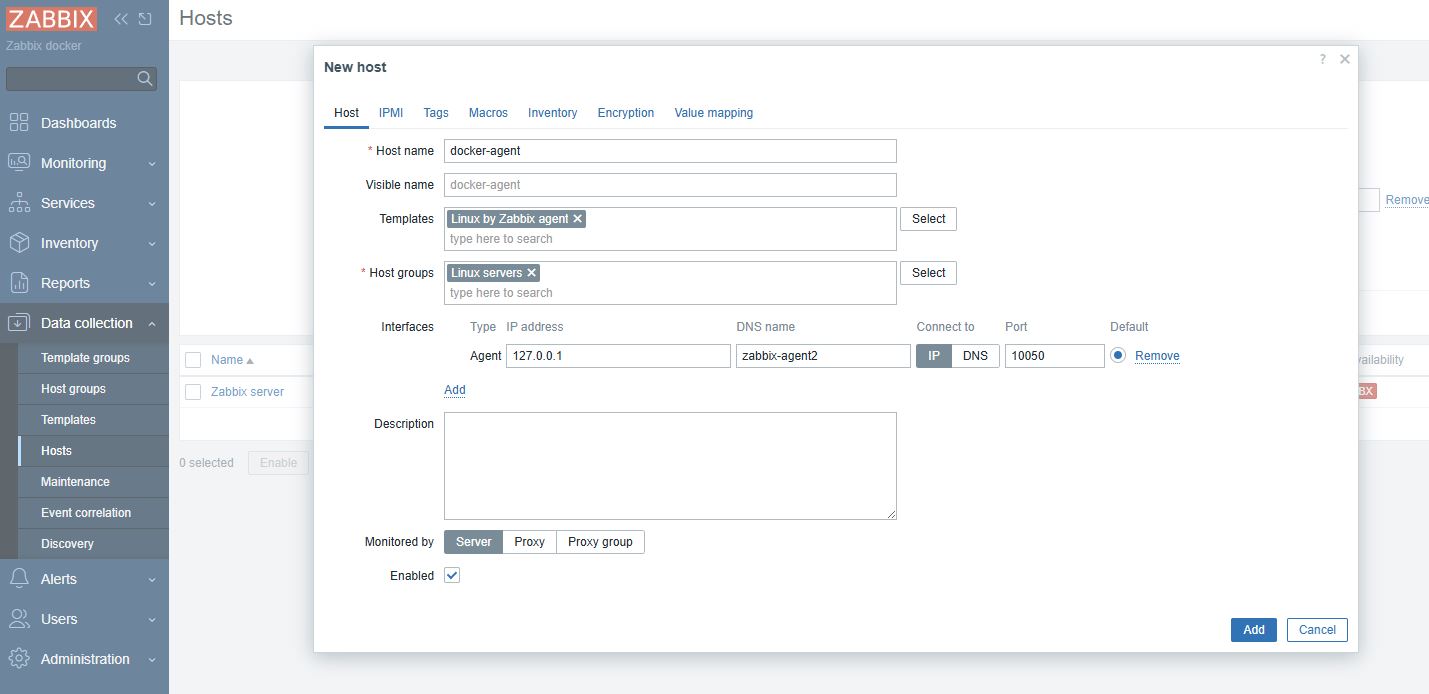 ZABBIX
Zabbix docker
Dashboards
Monitoring
Services
Inventory
Reports
Data collection
Template groups
Host groups
Templates
Hosts
Maintenance
Event correlation
Discovery
Alerts
Users
Administration
Hosts
Remove
Name
vailability
Zabbix server
BX
0 selected
Enable
New host
?
Host IPMI Tags Macros Inventory Encryption Value mapping
* Host name docker-agent
Visible name docker-agent
Templates Linux by Zabbix agent Select
type here to search
* Host groups Linux servers Select
type here to search
Interfaces Type IP address DNS name Connect to Port Default
Agent 127.0.0.1 zabbix-agent2 IP DNS 10050 Remove
Add
Description
Monitored by Server Proxy Proxy group
Enabled
Add Cancel